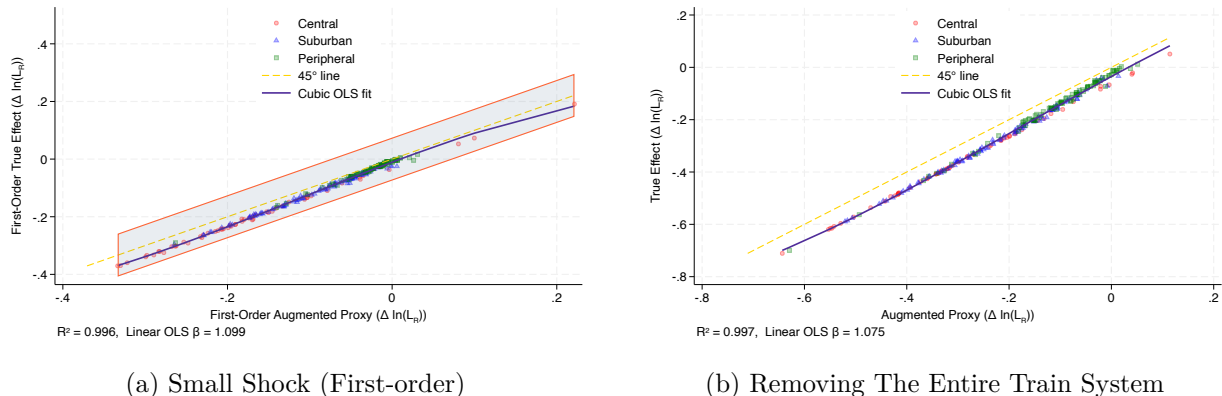 .4
.2
0
-.2
-.4
First-Order True Effect (Δ ln(L_R))
Central
Suburban
Peripheral
45° line
Cubic OLS fit
-.4
-.2
0
.2
First-Order Augmented Proxy (Δ ln(L_R))
R² = 0.996, Linear OLS β = 1.099
(a) Small Shock (First-order)
.2
0
-.2
-.4
-.6
-.8
True Effect (Δ ln(L_R))
Central
Suburban
Peripheral
45° line
Cubic OLS fit
-.8
-.6
-.4
-.2
0
.2
Augmented Proxy (Δ ln(L_R))
R² = 0.997, Linear OLS β = 1.075
(b) Removing The Entire Train System